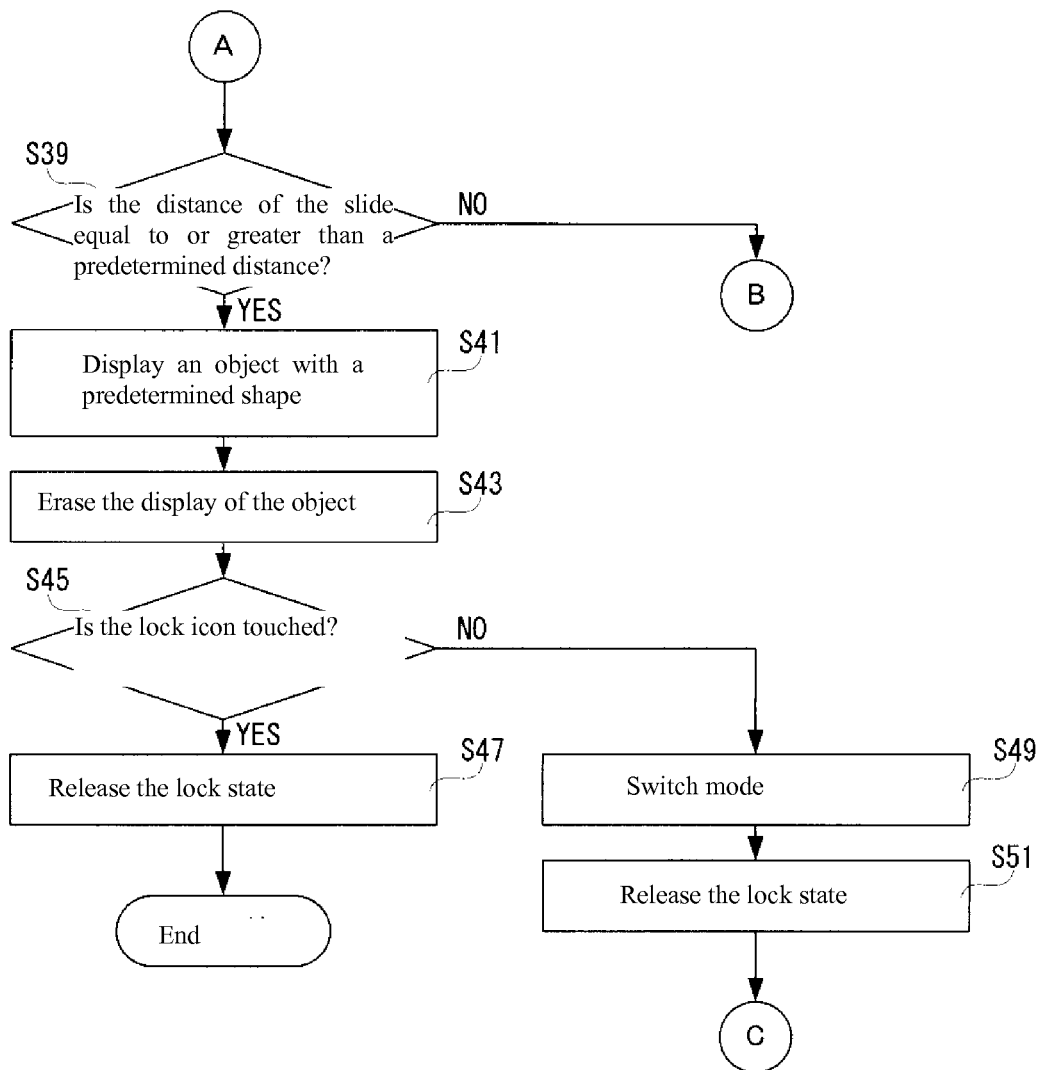 A
S39
Is the distance of the slide
equal to or greater than a
predetermined distance?
NO
B
YES
S41
Display an object with a
predetermined shape
S43
Erase the display of the object
S45
Is the lock icon touched?
NO
YES
S47
Release the lock state
S49
Switch mode
S51
Release the lock state
End
C